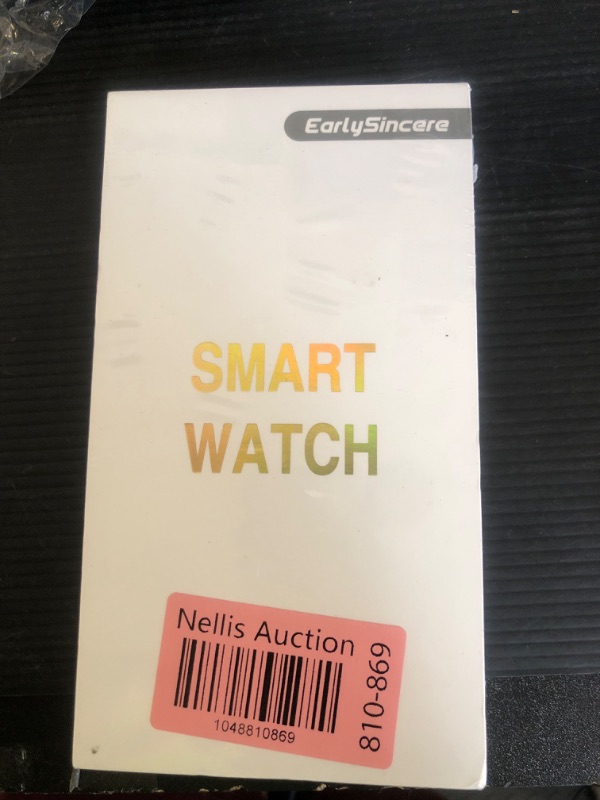 EarlySincere
SMART
WATCH
Nellis Auction
1048810869
810-869